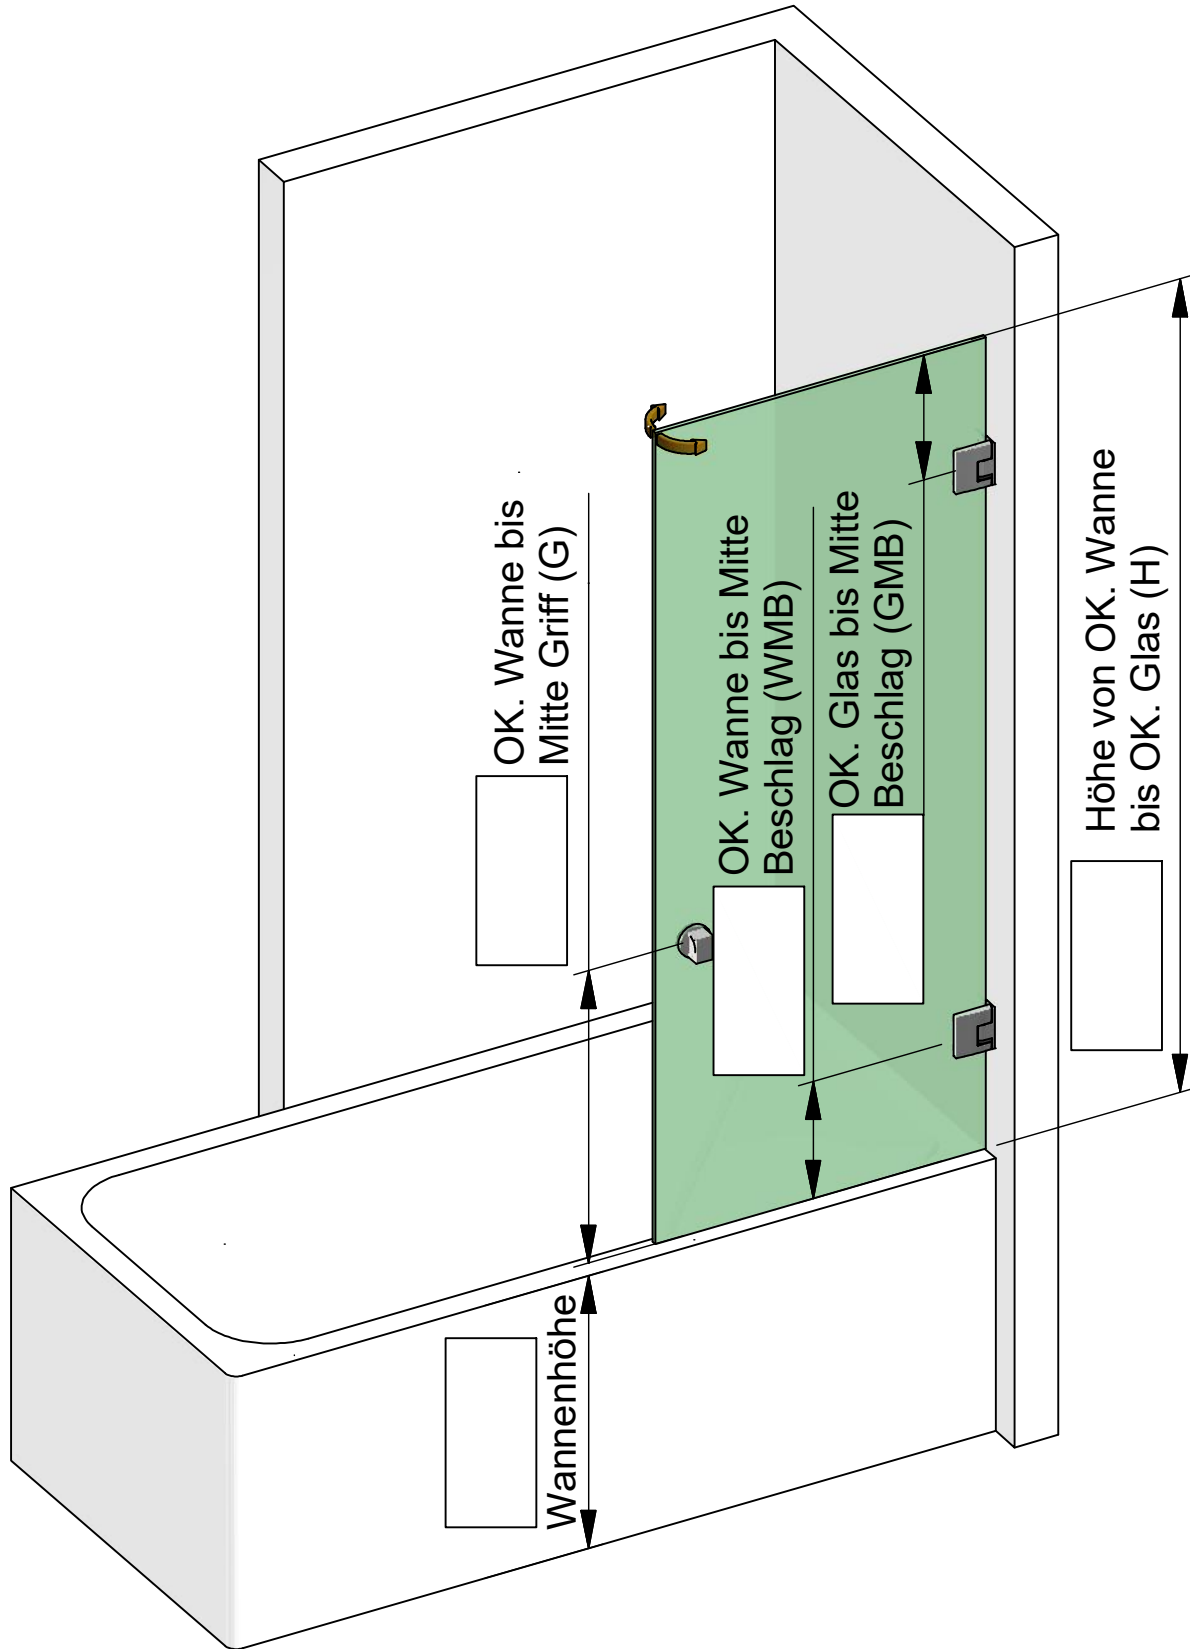 OK. Wanne bis
Mitte Griff (G)
OK. Wanne bis Mitte
Beschlag (WMB)
OK. Glas bis Mitte
Beschlag (GMB)
Höhe von OK. Wanne
bis OK. Glas (H)
Wannenhöhe